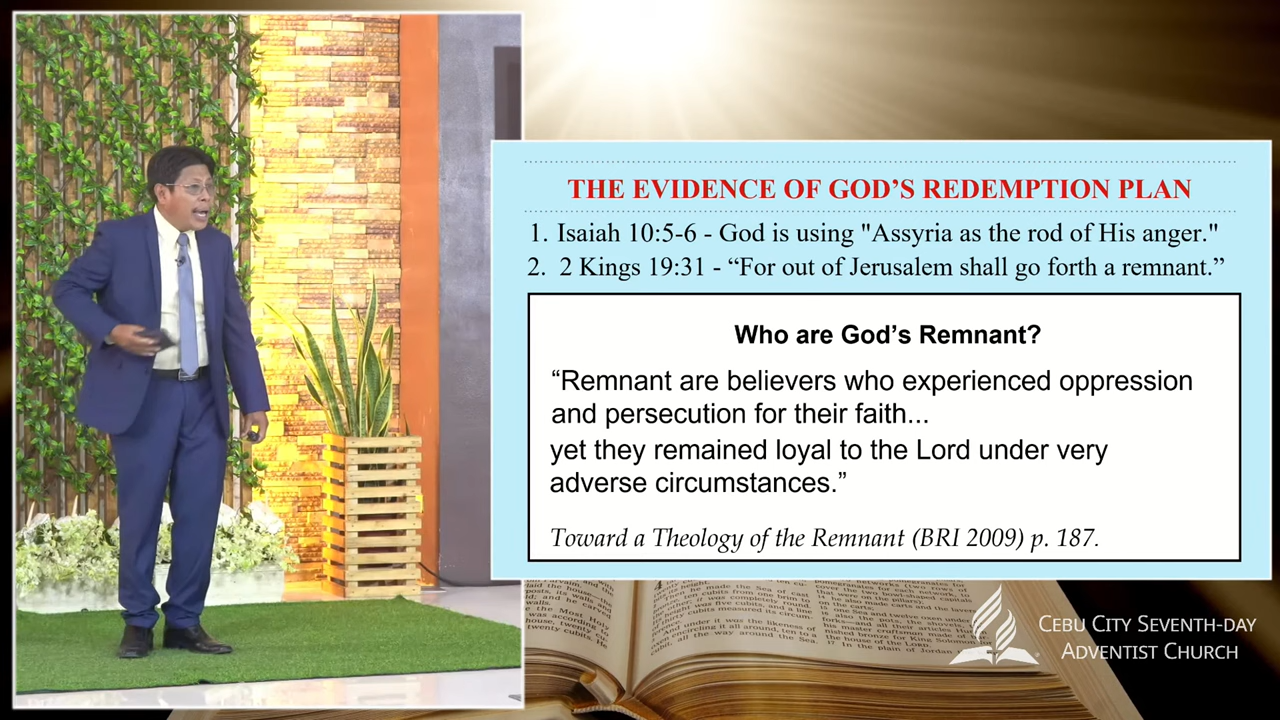 THE EVIDENCE OF GOD’S REDEMPTION PLAN
1. Isaiah 10:5-6 - God is using "Assyria as the rod of His anger."
2. 2 Kings 19:31 - “For out of Jerusalem shall go forth a remnant.”
Who are God’s Remnant?
“Remnant are believers who experienced oppression
and persecution for their faith...
yet they remained loyal to the Lord under very
adverse circumstances.”
Toward a Theology of the Remnant (BRI 2009) p. 187.
CEBU CITY SEVENTH-DAY
ADVENTIST CHURCH